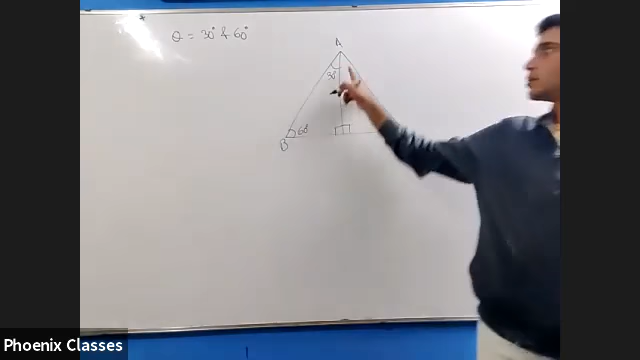 θ = 30° & 60°
A
30°
60°
B
Phoenix Classes